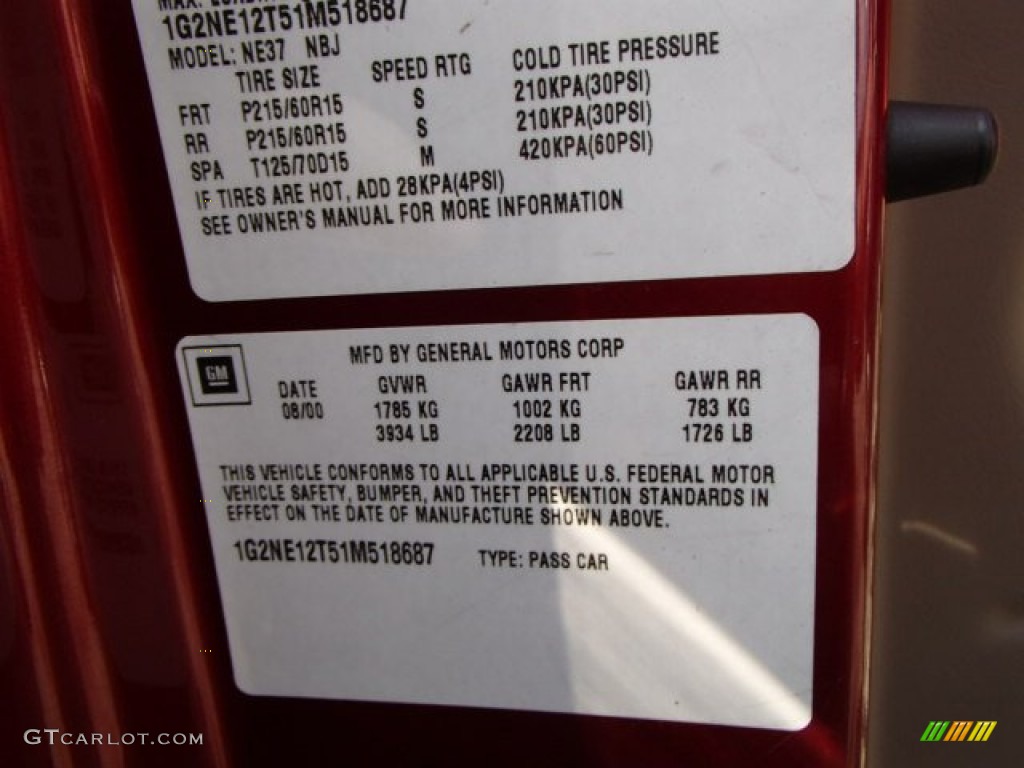 1G2NE12T51M518687
MODEL: NE37 NBJ
TIRE SIZE SPEED RTG COLD TIRE PRESSURE
FRT P215/60R15 S 210KPA(30PSI)
RR P215/60R15 S 210KPA(30PSI)
SPA T125/70D15 M 420KPA(60PSI)
IF TIRES ARE HOT, ADD 28KPA(4PSI)
SEE OWNER'S MANUAL FOR MORE INFORMATION
MFD BY GENERAL MOTORS CORP
GM
DATE GVWR GAWR FRT GAWR RR
08/00 1785 KG 1002 KG 783 KG
3934 LB 2208 LB 1726 LB
THIS VEHICLE CONFORMS TO ALL APPLICABLE U.S. FEDERAL MOTOR
VEHICLE SAFETY, BUMPER, AND THEFT PREVENTION STANDARDS IN
EFFECT ON THE DATE OF MANUFACTURE SHOWN ABOVE.
1G2NE12T51M518687 TYPE: PASS CAR
GTCARLOT.COM